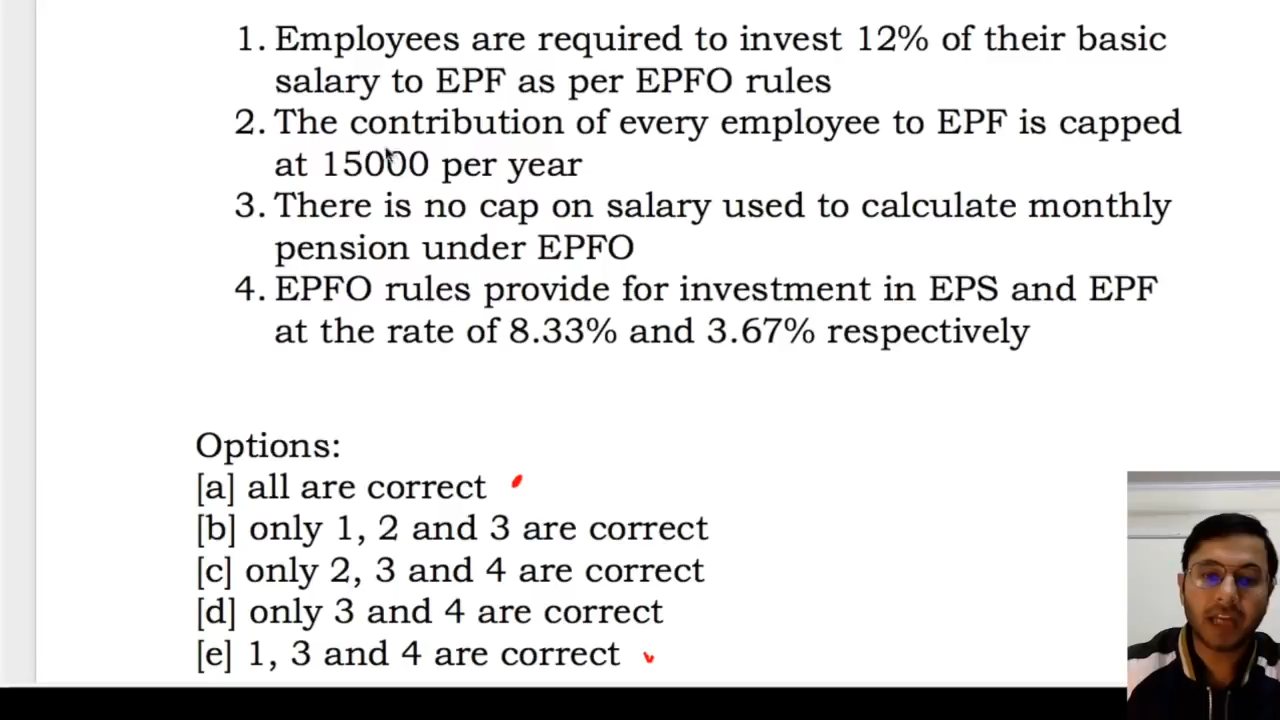 1. Employees are required to invest 12% of their basic
salary to EPF as per EPFO rules
2. The contribution of every employee to EPF is capped
at 15000 per year
3. There is no cap on salary used to calculate monthly
pension under EPFO
4. EPFO rules provide for investment in EPS and EPF
at the rate of 8.33% and 3.67% respectively
Options:
[a] all are correct
[b] only 1, 2 and 3 are correct
[c] only 2, 3 and 4 are correct
[d] only 3 and 4 are correct
[e] 1, 3 and 4 are correct